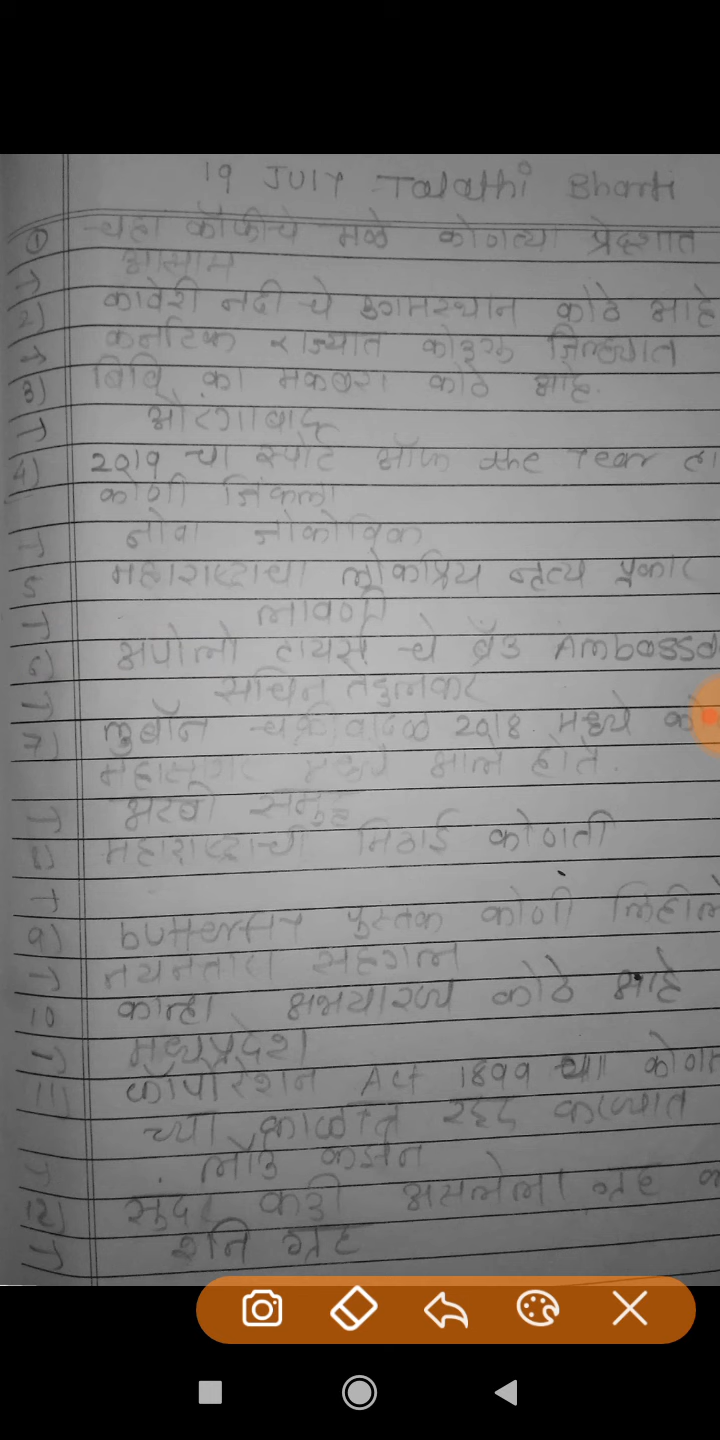 19 JULY Talathi Bharti
① चहा कॉफीचे मळे कोणत्या प्रदेशात
→ आसाम
2) कावेरी नदी चे उगमस्थान कोठे आहे
→ कर्नाटक राज्यात कोडगु जिल्ह्यात
3) बिबि का मकबरा कोठे आहे.
→ औरंगाबाद
4) 2019 चा स्पोर्ट ऑफ the Year हा
कोणी जिंकला
→ नोवा जोकोविक
5 महाराष्ट्राचा लोकप्रिय नृत्य प्रकार
→ लावणी
6) अपोलो टायर्स चे ब्रँड Ambassad
→ सचिन तेंडुलकर
7) लुबॉन चक्रीवादळ 2018 मध्ये को
महासागर मध्ये आले होते.
→ अरबी समुद्र
8) महाराष्ट्राची मिठाई कोणती
→
9) butterfly पुस्तक कोणी लिहीले
→ नयनतारा सहगल
10 कान्हा अभयारण्य कोठे आहे
→ मध्यप्रदेश
11) कॉर्पोरेशन Act 1899 च्या कोणत
च्या काळात रद्द करण्यात
→ लॉर्ड कर्झन
12) सुंदर कडी असलेला ग्रह क
→ शनि ग्रह